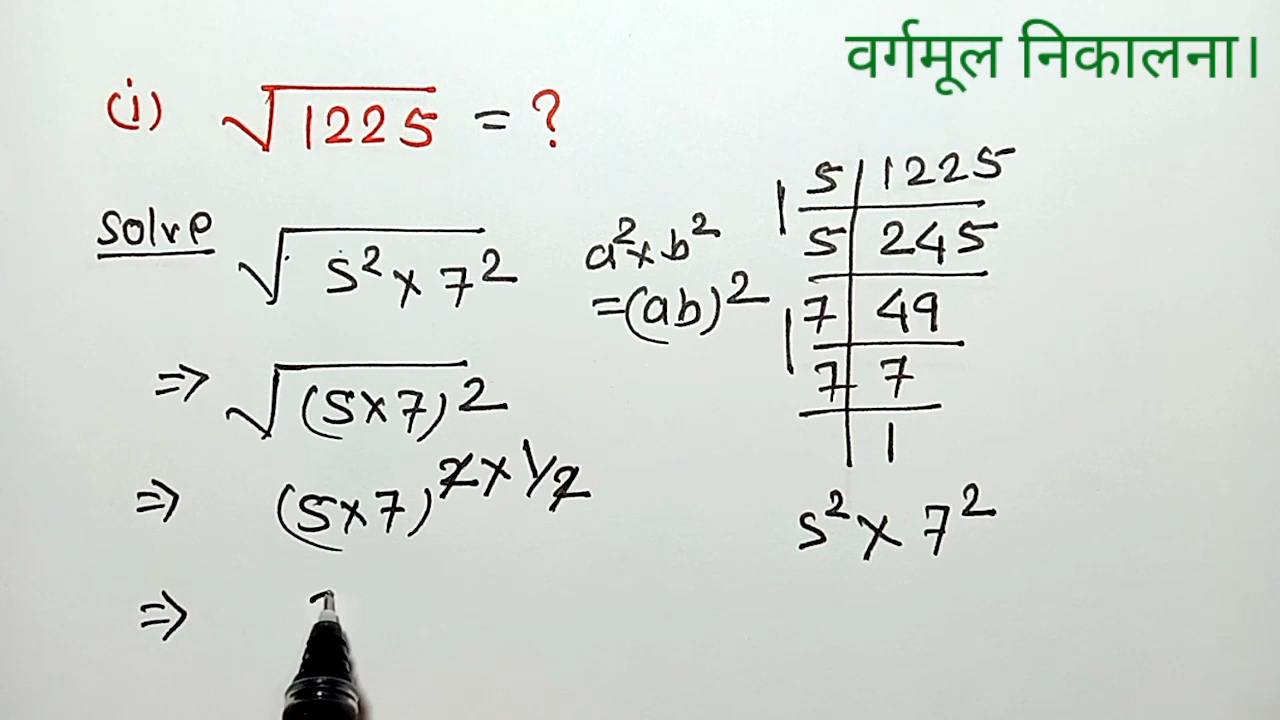 वर्गमूल निकालना।
(i) √1225 = ?
Solve √5² × 7²
a² × b²
= (ab)²
⇒ √(5×7)²
⇒ (5×7)^2×1/2
⇒
5 | 1225
5 | 245
7 | 49
7 | 7
| 1
5² × 7²